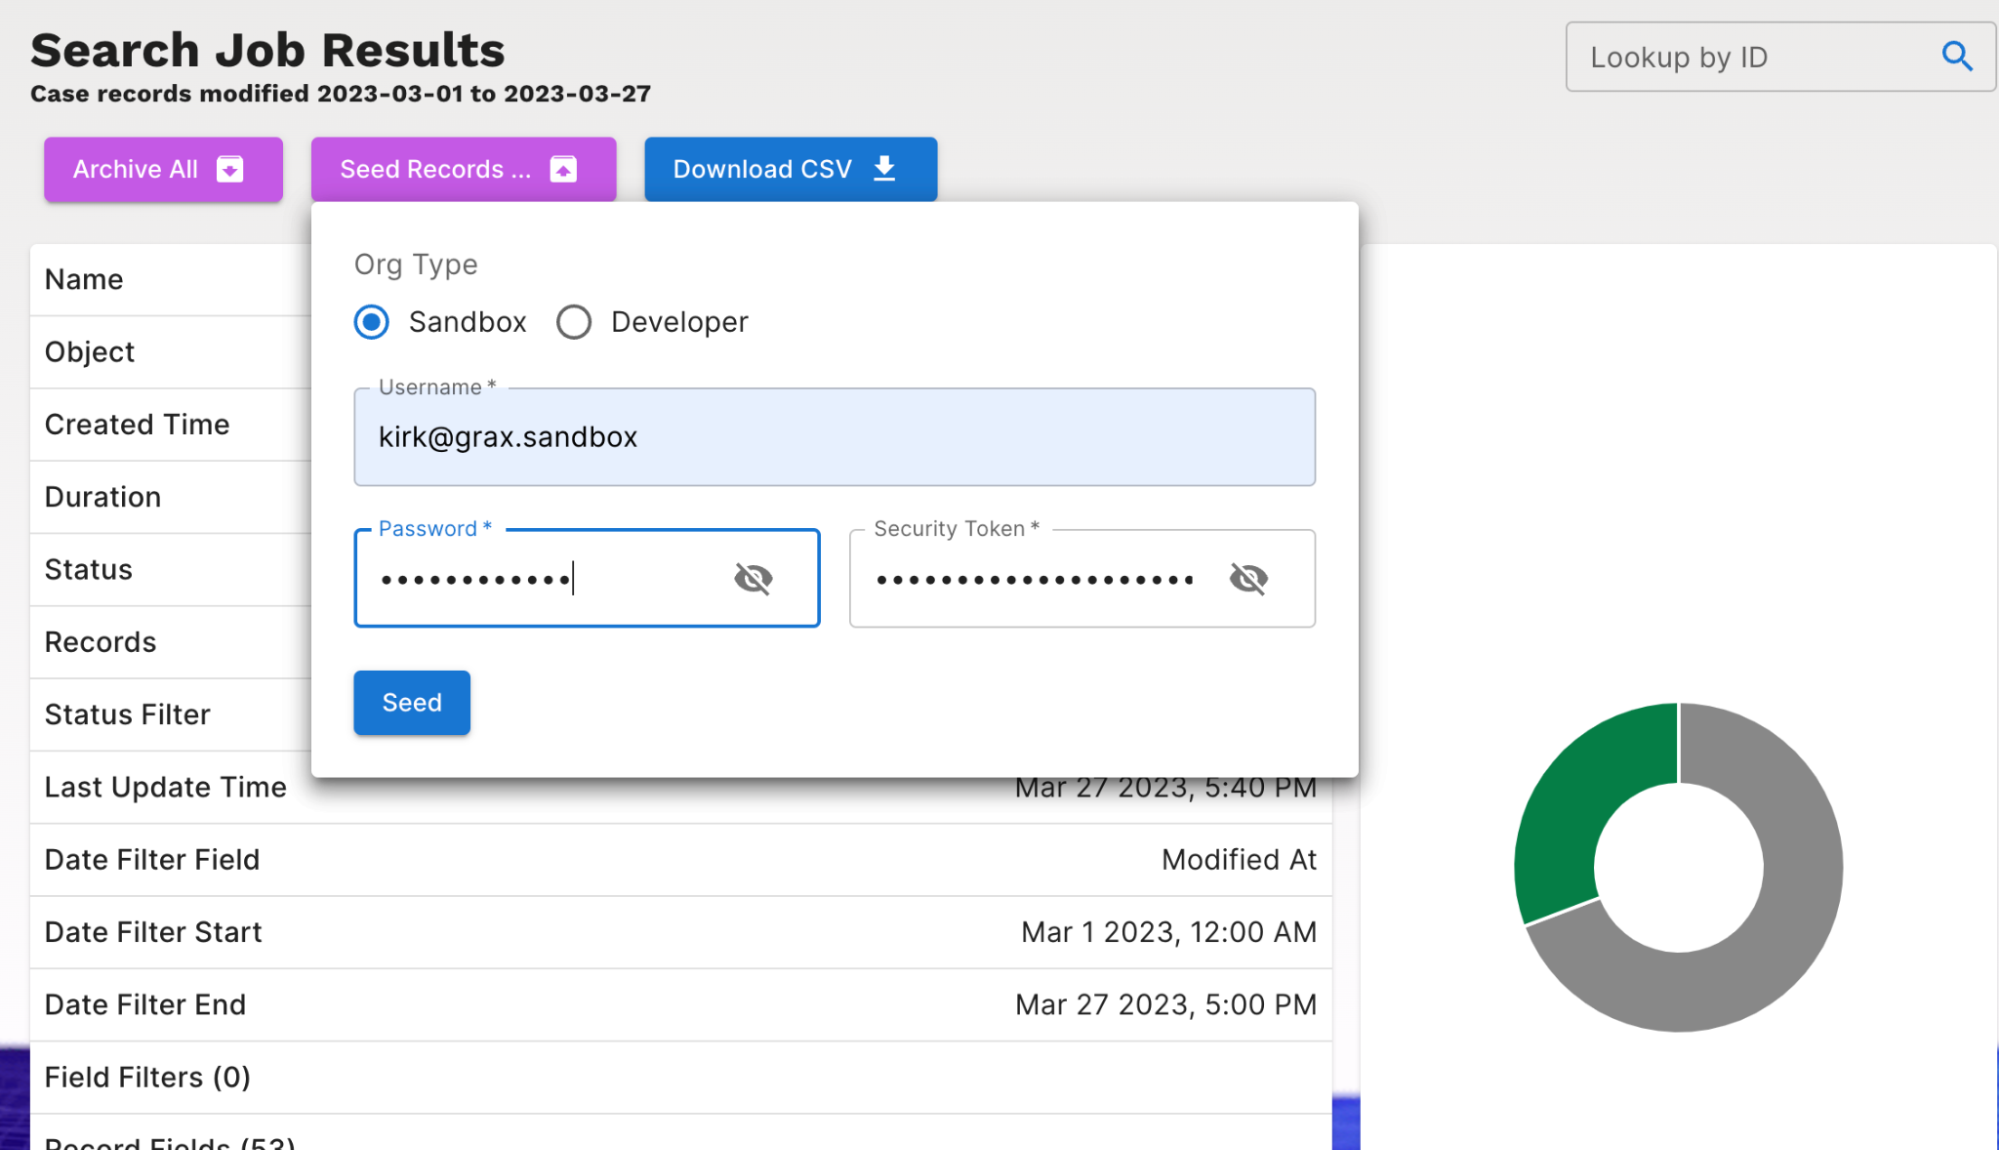 Search Job Results
Lookup by ID
Case records modified 2023-03-01 to 2023-03-27
Archive All
Seed Records ...
Download CSV
Org Type
Sandbox
Developer
Username *
kirk@grax.sandbox
Password *
Security Token *
••••••••••••
••••••••••••••••••••
Seed
Name
Object
Created Time
Duration
Status
Records
Status Filter
Last Update Time Mar 27 2023, 5:40 PM
Date Filter Field Modified At
Date Filter Start Mar 1 2023, 12:00 AM
Date Filter End Mar 27 2023, 5:00 PM
Field Filters (0)
Record Fields (53)